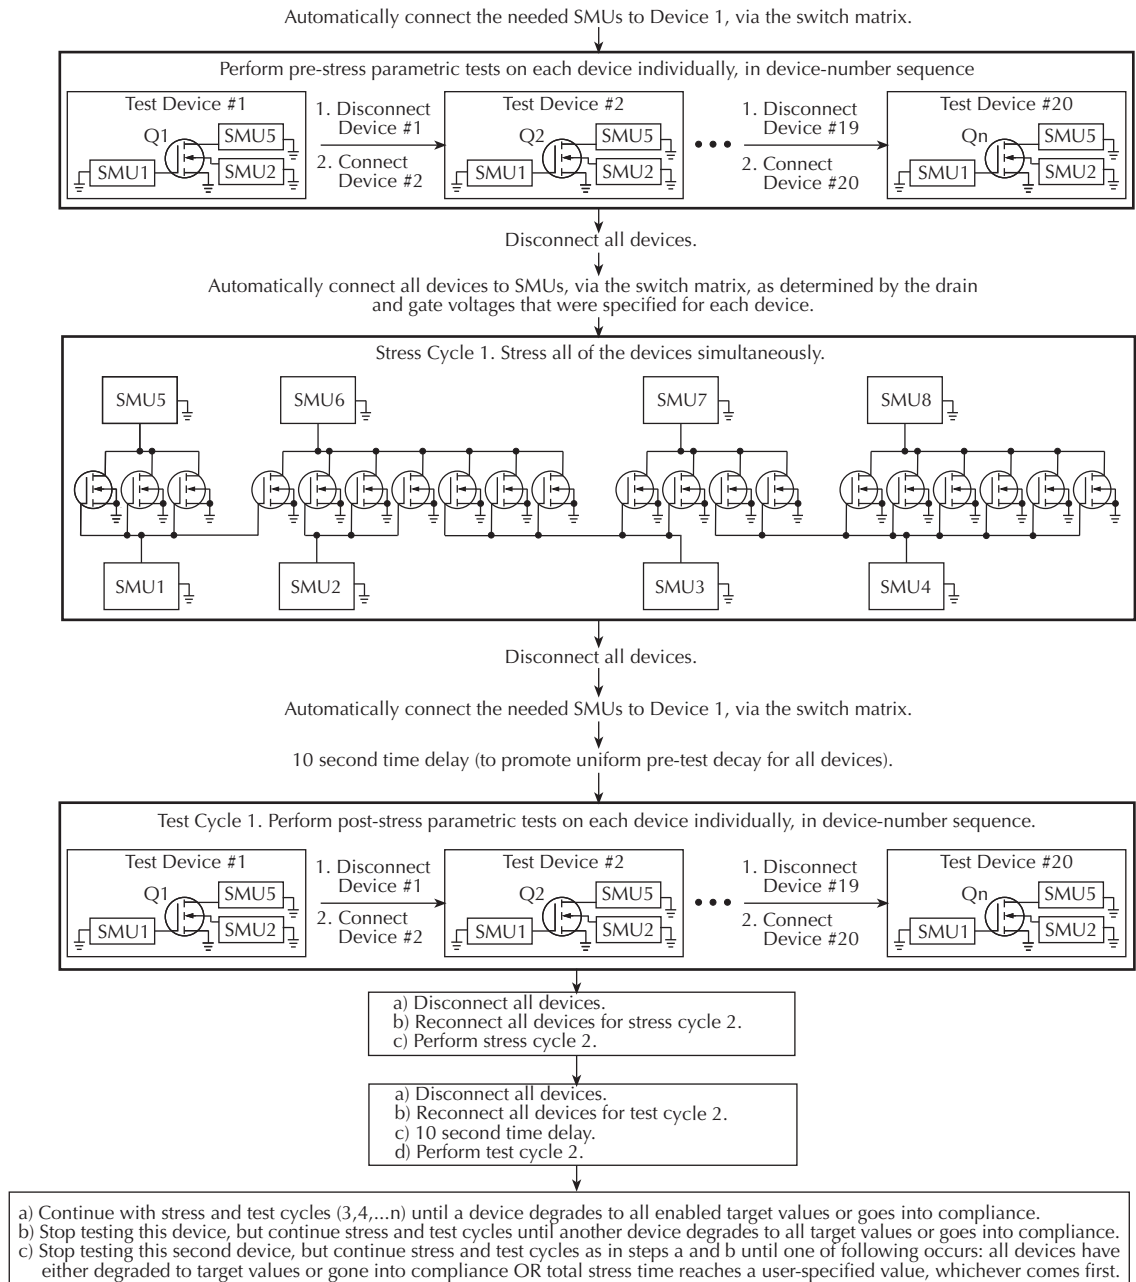 Automatically connect the needed SMUs to Device 1, via the switch matrix.
Perform pre-stress parametric tests on each device individually, in device-number sequence
Test Device #1
Q1
SMU5
SMU1
SMU2
1. Disconnect
Device #1
2. Connect
Device #2
Test Device #2
Q2
SMU5
SMU1
SMU2
• • •
1. Disconnect
Device #19
2. Connect
Device #20
Test Device #20
Qn
SMU5
SMU1
SMU2
Disconnect all devices.
Automatically connect all devices to SMUs, via the switch matrix, as determined by the drain
and gate voltages that were specified for each device.
Stress Cycle 1. Stress all of the devices simultaneously.
SMU5
SMU6
SMU7
SMU8
SMU1
SMU2
SMU3
SMU4
Disconnect all devices.
Automatically connect the needed SMUs to Device 1, via the switch matrix.
10 second time delay (to promote uniform pre-test decay for all devices).
Test Cycle 1. Perform post-stress parametric tests on each device individually, in device-number sequence.
Test Device #1
Q1
SMU5
SMU1
SMU2
1. Disconnect
Device #1
2. Connect
Device #2
Test Device #2
Q2
SMU5
SMU1
SMU2
• • •
1. Disconnect
Device #19
2. Connect
Device #20
Test Device #20
Qn
SMU5
SMU1
SMU2
a) Disconnect all devices.
b) Reconnect all devices for stress cycle 2.
c) Perform stress cycle 2.
a) Disconnect all devices.
b) Reconnect all devices for test cycle 2.
c) 10 second time delay.
d) Perform test cycle 2.
a) Continue with stress and test cycles (3,4,...n) until a device degrades to all enabled target values or goes into compliance.
b) Stop testing this device, but continue stress and test cycles until another device degrades to all target values or goes into compliance.
c) Stop testing this second device, but continue stress and test cycles as in steps a and b until one of following occurs: all devices have
either degraded to target values or gone into compliance OR total stress time reaches a user-specified value, whichever comes first.